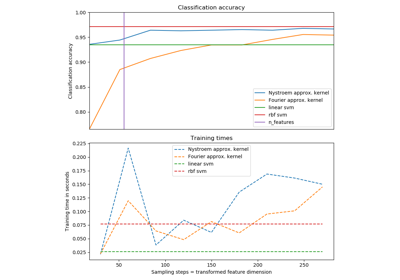 Classification accuracy
1.00
0.95
0.90
0.85
0.80
Classification accuracy
Nystroem approx. kernel
Fourier approx. kernel
linear svm
rbf svm
n_features
Training times
0.225
0.200
0.175
0.150
0.125
0.100
0.075
0.050
0.025
Training time in seconds
Nystroem approx. kernel
Fourier approx. kernel
linear svm
rbf svm
50
100
150
200
250
Sampling steps = transformed feature dimension